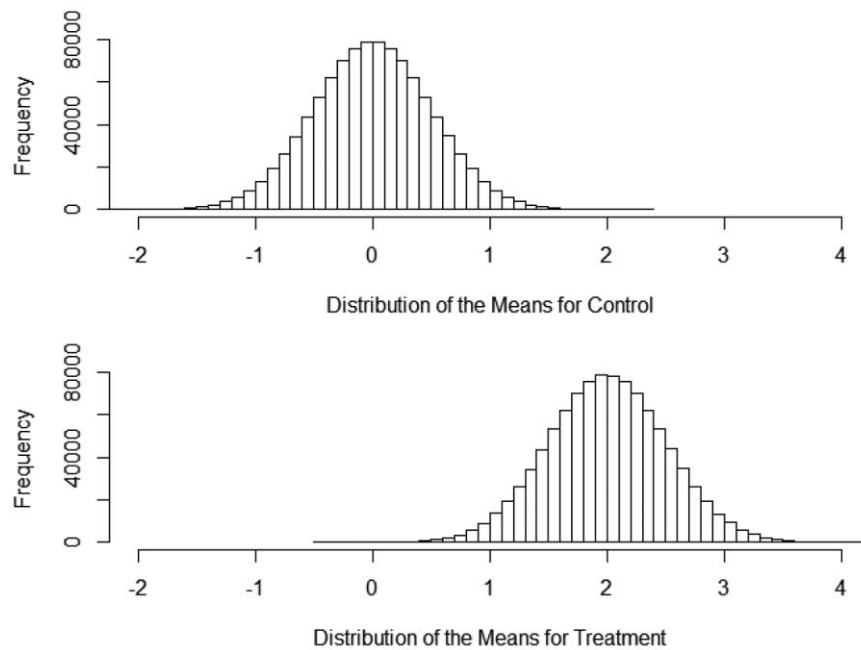 80000
40000
0
Frequency
-2 -1 0 1 2 3 4
Distribution of the Means for Control
80000
40000
0
Frequency
-2 -1 0 1 2 3 4
Distribution of the Means for Treatment